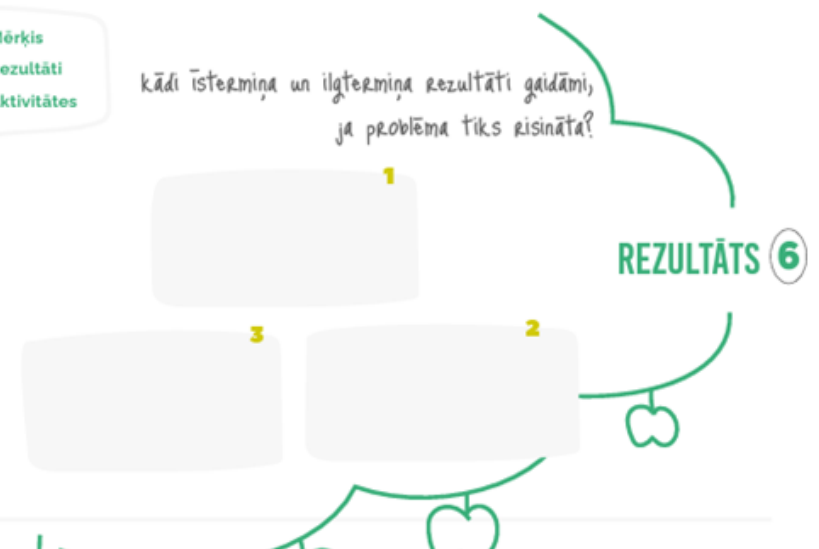 ērķis
ezultāti
ktivitātes
kādi īstermiņa un ilgtermiņa rezultāti gaidāmi,
ja problēma tiks risināta?
1
REZULTĀTS 6
3
2